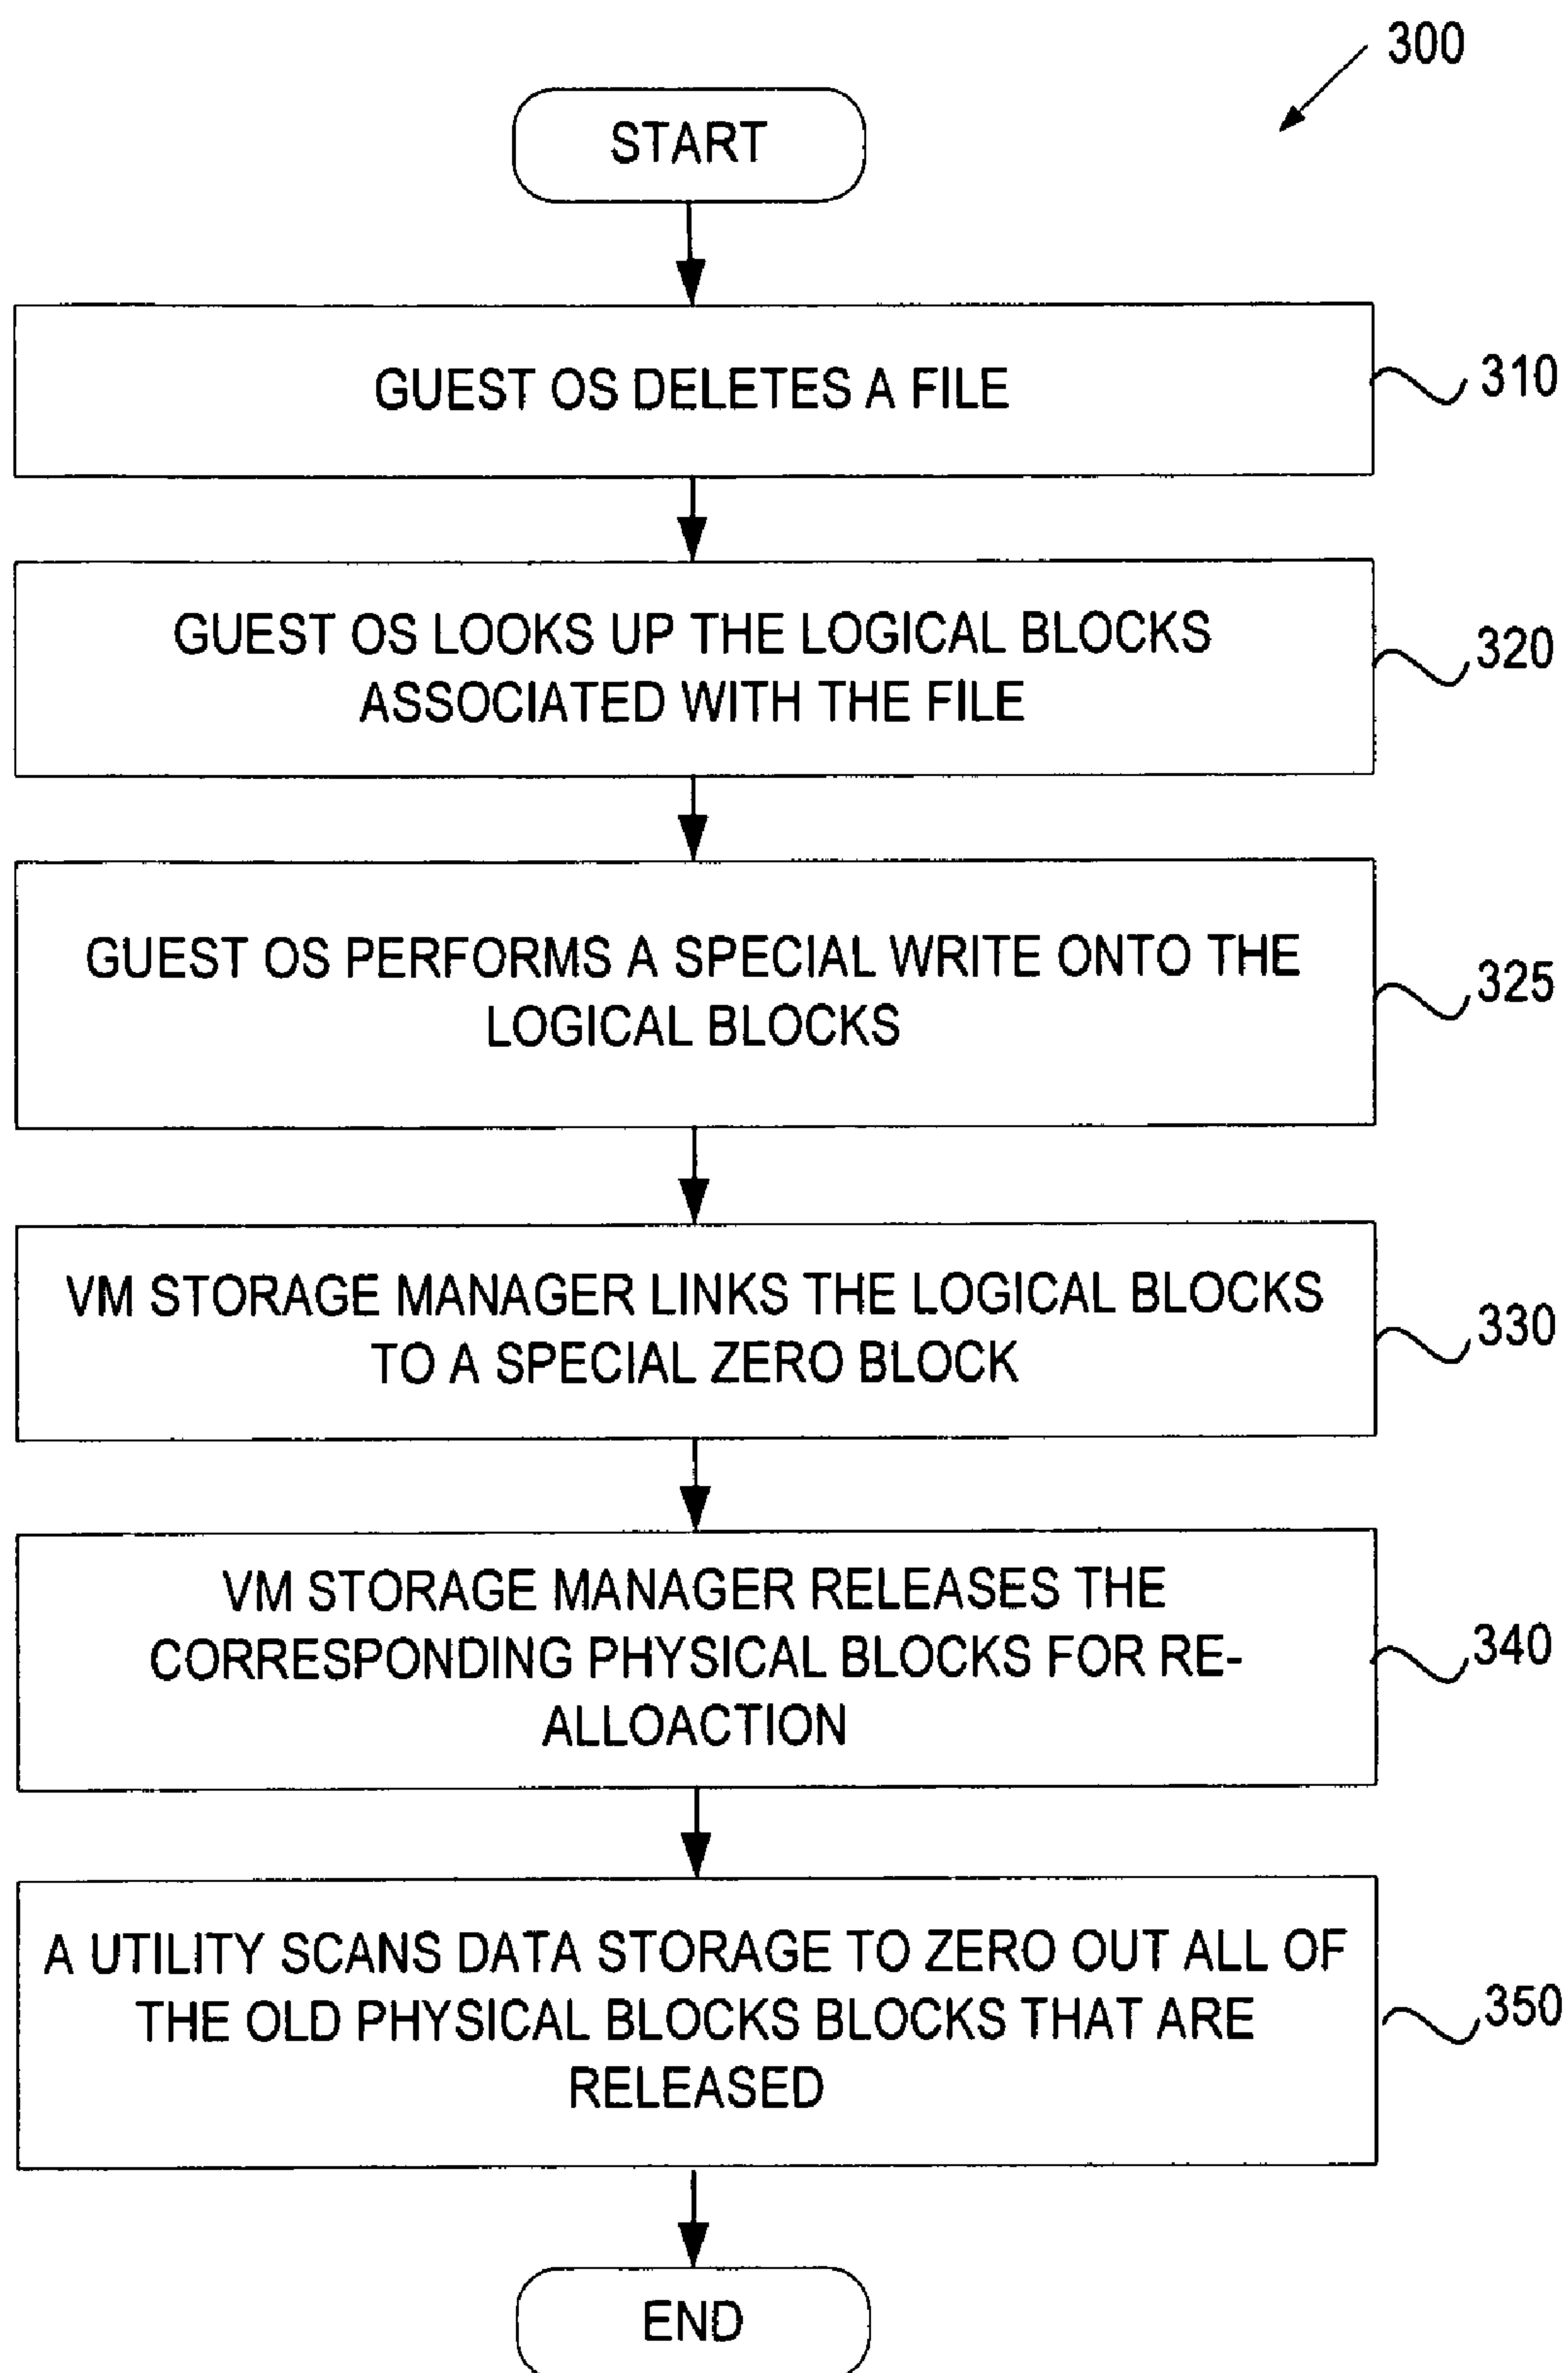 300
START
GUEST OS DELETES A FILE
310
GUEST OS LOOKS UP THE LOGICAL BLOCKS
ASSOCIATED WITH THE FILE
320
GUEST OS PERFORMS A SPECIAL WRITE ONTO THE
LOGICAL BLOCKS
325
VM STORAGE MANAGER LINKS THE LOGICAL BLOCKS
TO A SPECIAL ZERO BLOCK
330
VM STORAGE MANAGER RELEASES THE
CORRESPONDING PHYSICAL BLOCKS FOR RE-
ALLOACTION
340
A UTILITY SCANS DATA STORAGE TO ZERO OUT ALL OF
THE OLD PHYSICAL BLOCKS BLOCKS THAT ARE
RELEASED
350
END